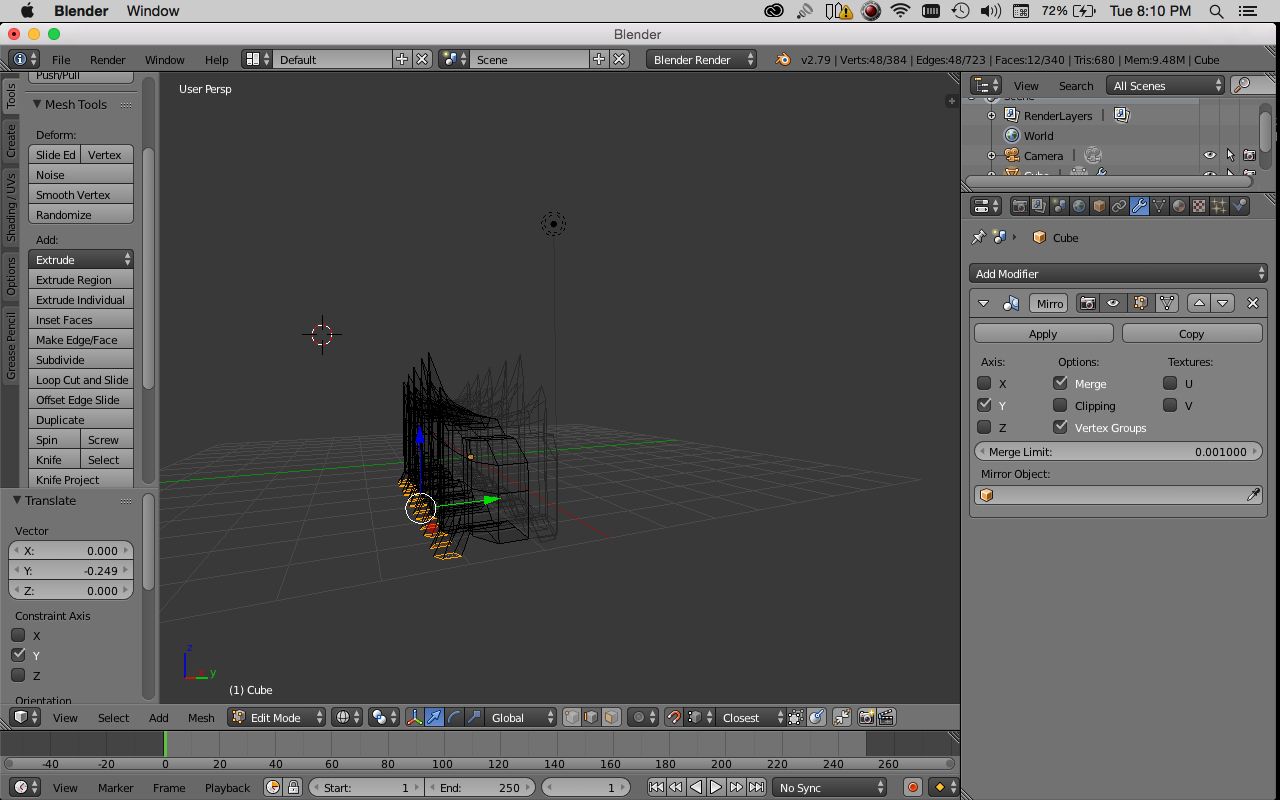 Blender Window 72% Tue 8:10 PM
Blender
File Render Window Help Default Scene Blender Render v2.79 | Verts:48/384 | Edges:48/723 | Faces:12/340 | Tris:680 | Mem:9.48M | Cube
Push/Pull
Mesh Tools
Deform:
Slide Ed Vertex
Noise
Smooth Vertex
Randomize
Add:
Extrude
Extrude Region
Extrude Individual
Inset Faces
Make Edge/Face
Subdivide
Loop Cut and Slide
Offset Edge Slide
Duplicate
Spin Screw
Knife Select
Knife Project
Tools
Create
Shading / UVs
Options
Grease Pencil
Translate
Vector
X: 0.000
Y: -0.249
Z: 0.000
Constraint Axis
X
Y
Z
Orientation
User Persp
z
y
(1) Cube
View Select Add Mesh Edit Mode Global Closest
-40 -20 0 20 40 60 80 100 120 140 160 180 200 220 240 260
View Marker Frame Playback Start: 1 End: 250 1 No Sync
View Search All Scenes
Scene
RenderLayers
World
Camera
Cube
Cube
Add Modifier
Mirro
Apply Copy
Axis: Options: Textures:
X Merge U
Y Clipping V
Z Vertex Groups
Merge Limit: 0.001000
Mirror Object: